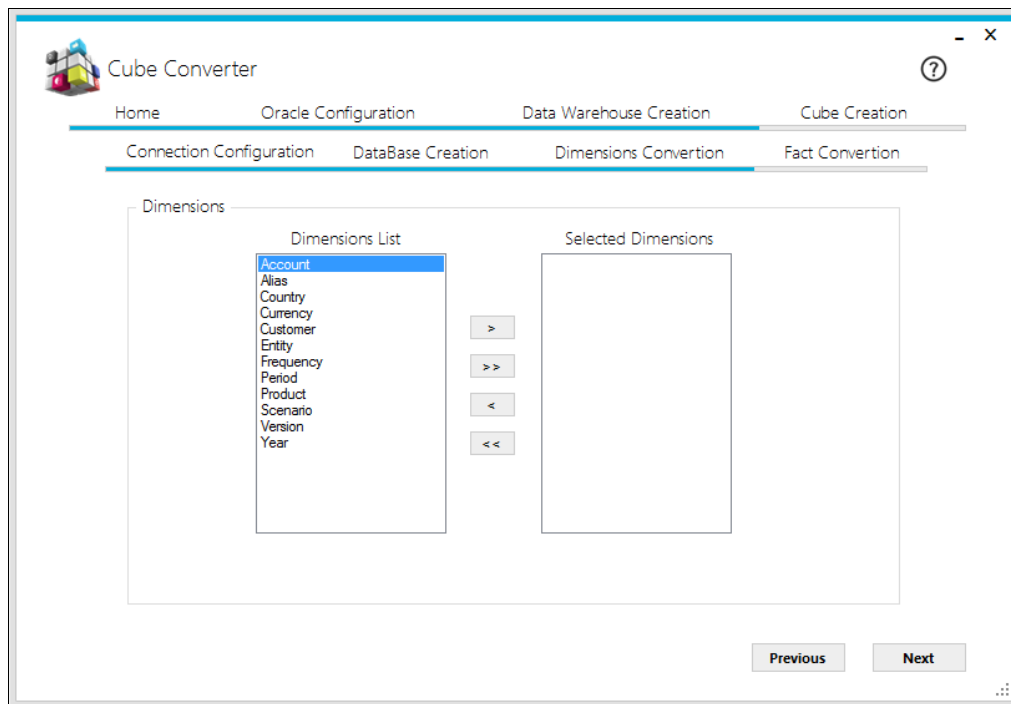 Cube Converter
?
Home Oracle Configuration Data Warehouse Creation Cube Creation
Connection Configuration DataBase Creation Dimensions Convertion Fact Convertion
Dimensions
Dimensions List Selected Dimensions
Account
Alias
Country
Currency
Customer
Entity
Frequency
Period
Product
Scenario
Version
Year
>
>>
<
<<
Previous Next